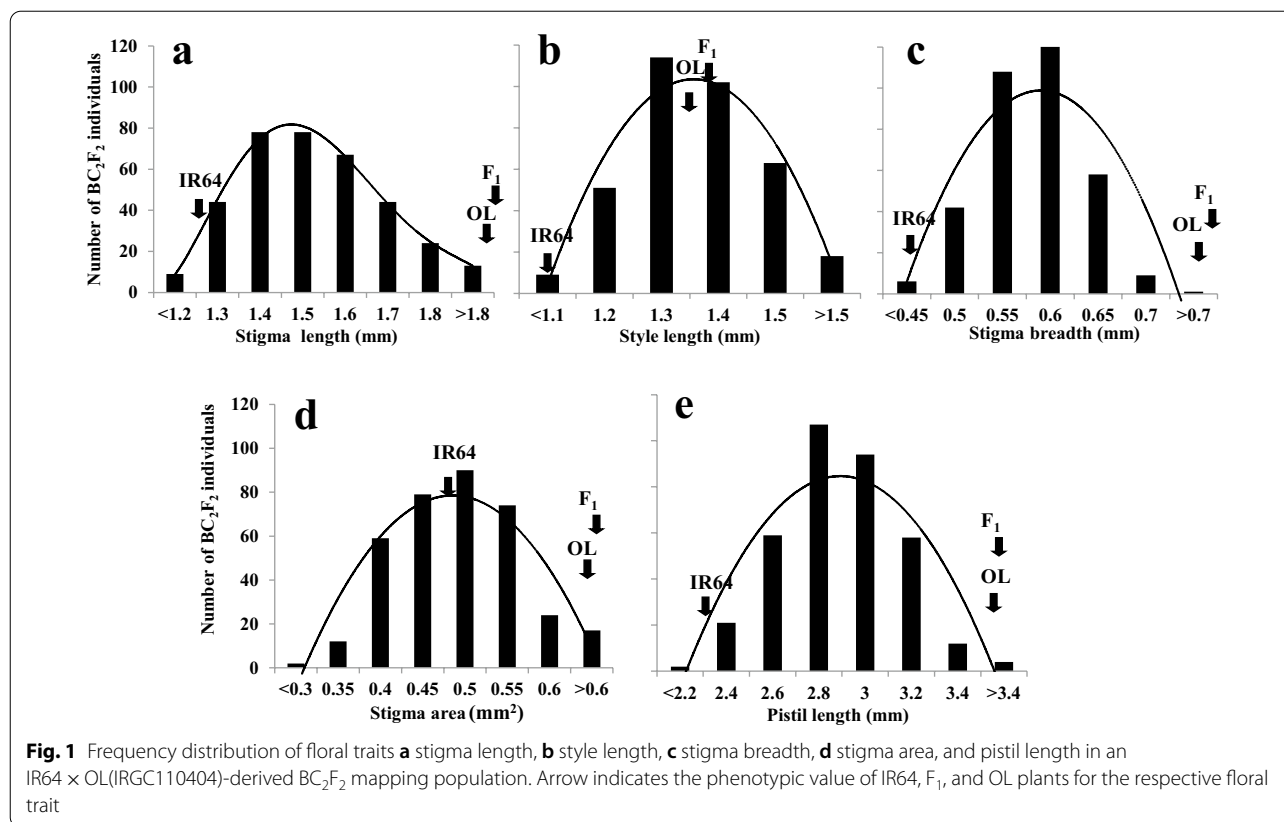 a
b
c
Number of BC₂F₂ individuals
120
100
80
60
40
20
0
IR64
F₁
OL
<1.2 1.3 1.4 1.5 1.6 1.7 1.8 >1.8
Stigma length (mm)
F₁
OL
IR64
<1.1 1.2 1.3 1.4 1.5 >1.5
Style length (mm)
F₁
OL
IR64
<0.45 0.5 0.55 0.6 0.65 0.7 >0.7
Stigma breadth (mm)
d
e
Number of BC₂F₂ individuals
120
100
80
60
40
20
0
IR64
F₁
OL
<0.3 0.35 0.4 0.45 0.5 0.55 0.6 >0.6
Stigma area (mm²)
F₁
OL
IR64
<2.2 2.4 2.6 2.8 3 3.2 3.4 >3.4
Pistil length (mm)
Fig. 1 Frequency distribution of floral traits a stigma length, b style length, c stigma breadth, d stigma area, and pistil length in an
IR64 × OL(IRGC110404)-derived BC₂F₂ mapping population. Arrow indicates the phenotypic value of IR64, F₁, and OL plants for the respective floral
trait